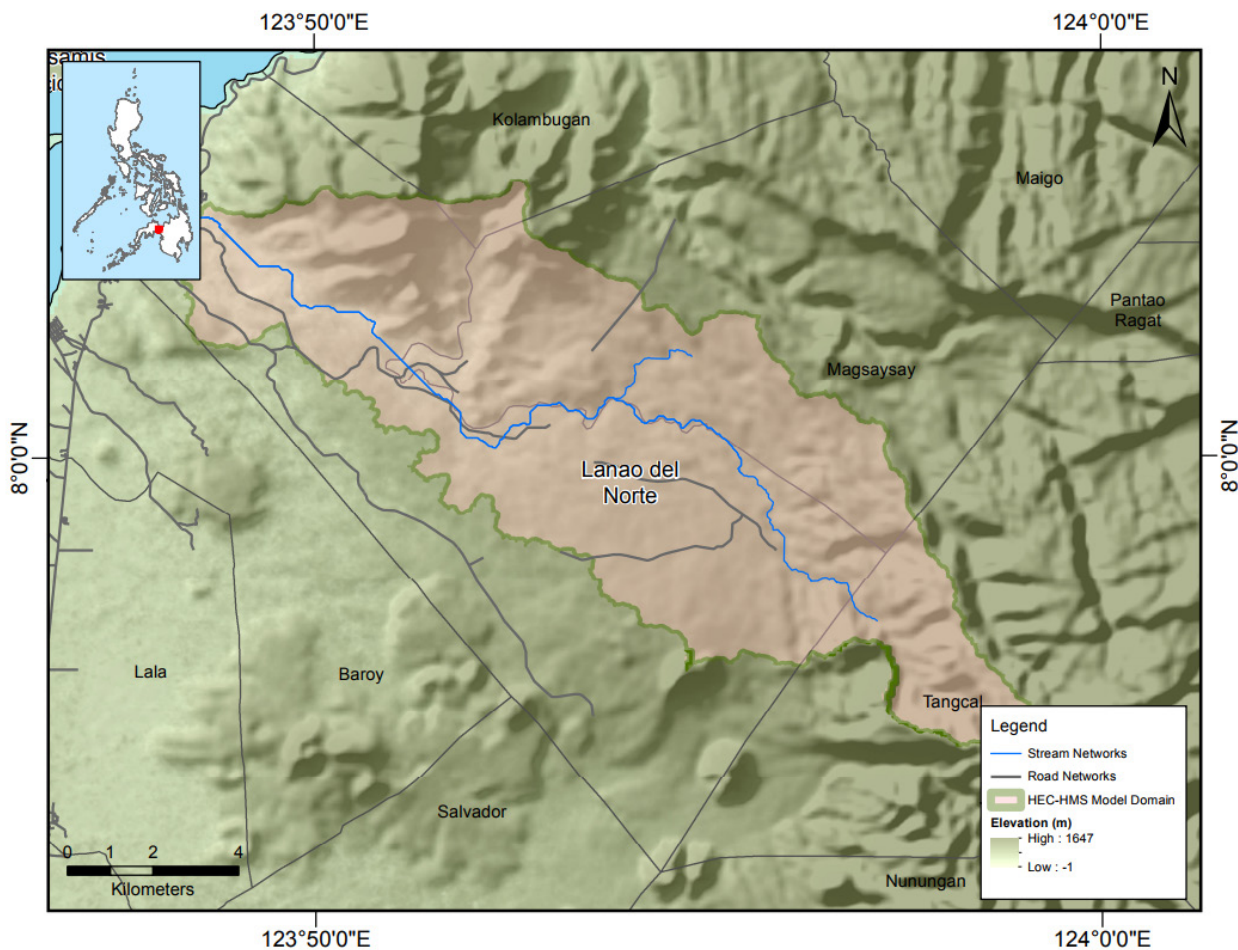 123°50'0"E
124°0'0"E
samis
N
Kolambugan
Maigo
Pantao
Ragat
Magsaysay
8°0'0"N
8°0'0"N
Lanao del
Norte
Lala
Baroy
Tangcal
Salvador
Nunungan
Legend
Stream Networks
Road Networks
HEC-HMS Model Domain
Elevation (m)
High : 1647
Low : -1
0 1 2 4
Kilometers
123°50'0"E
124°0'0"E